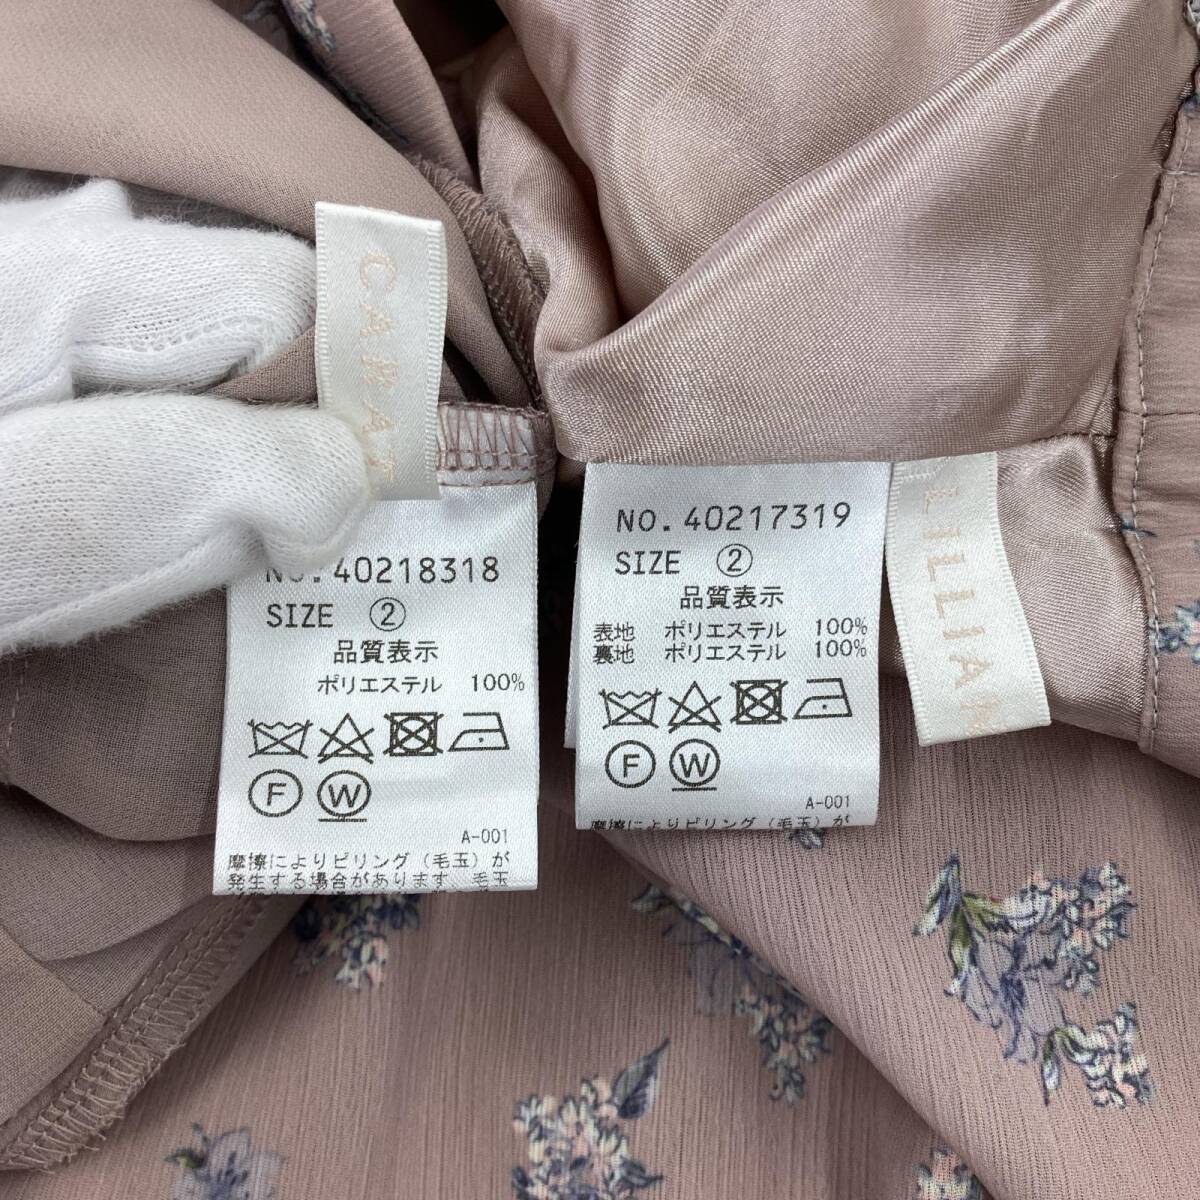 CARAT
NO.40218318
SIZE ②
品質表示
ポリエステル 100%
F W
A-001
摩擦によりピリング(毛玉)が
発生する場合があります 毛玉
NO.40217319
SIZE ②
品質表示
表地 ポリエステル 100%
裏地 ポリエステル 100%
F W
A-001
摩擦によりピリング(毛玉)が
LILLIAN